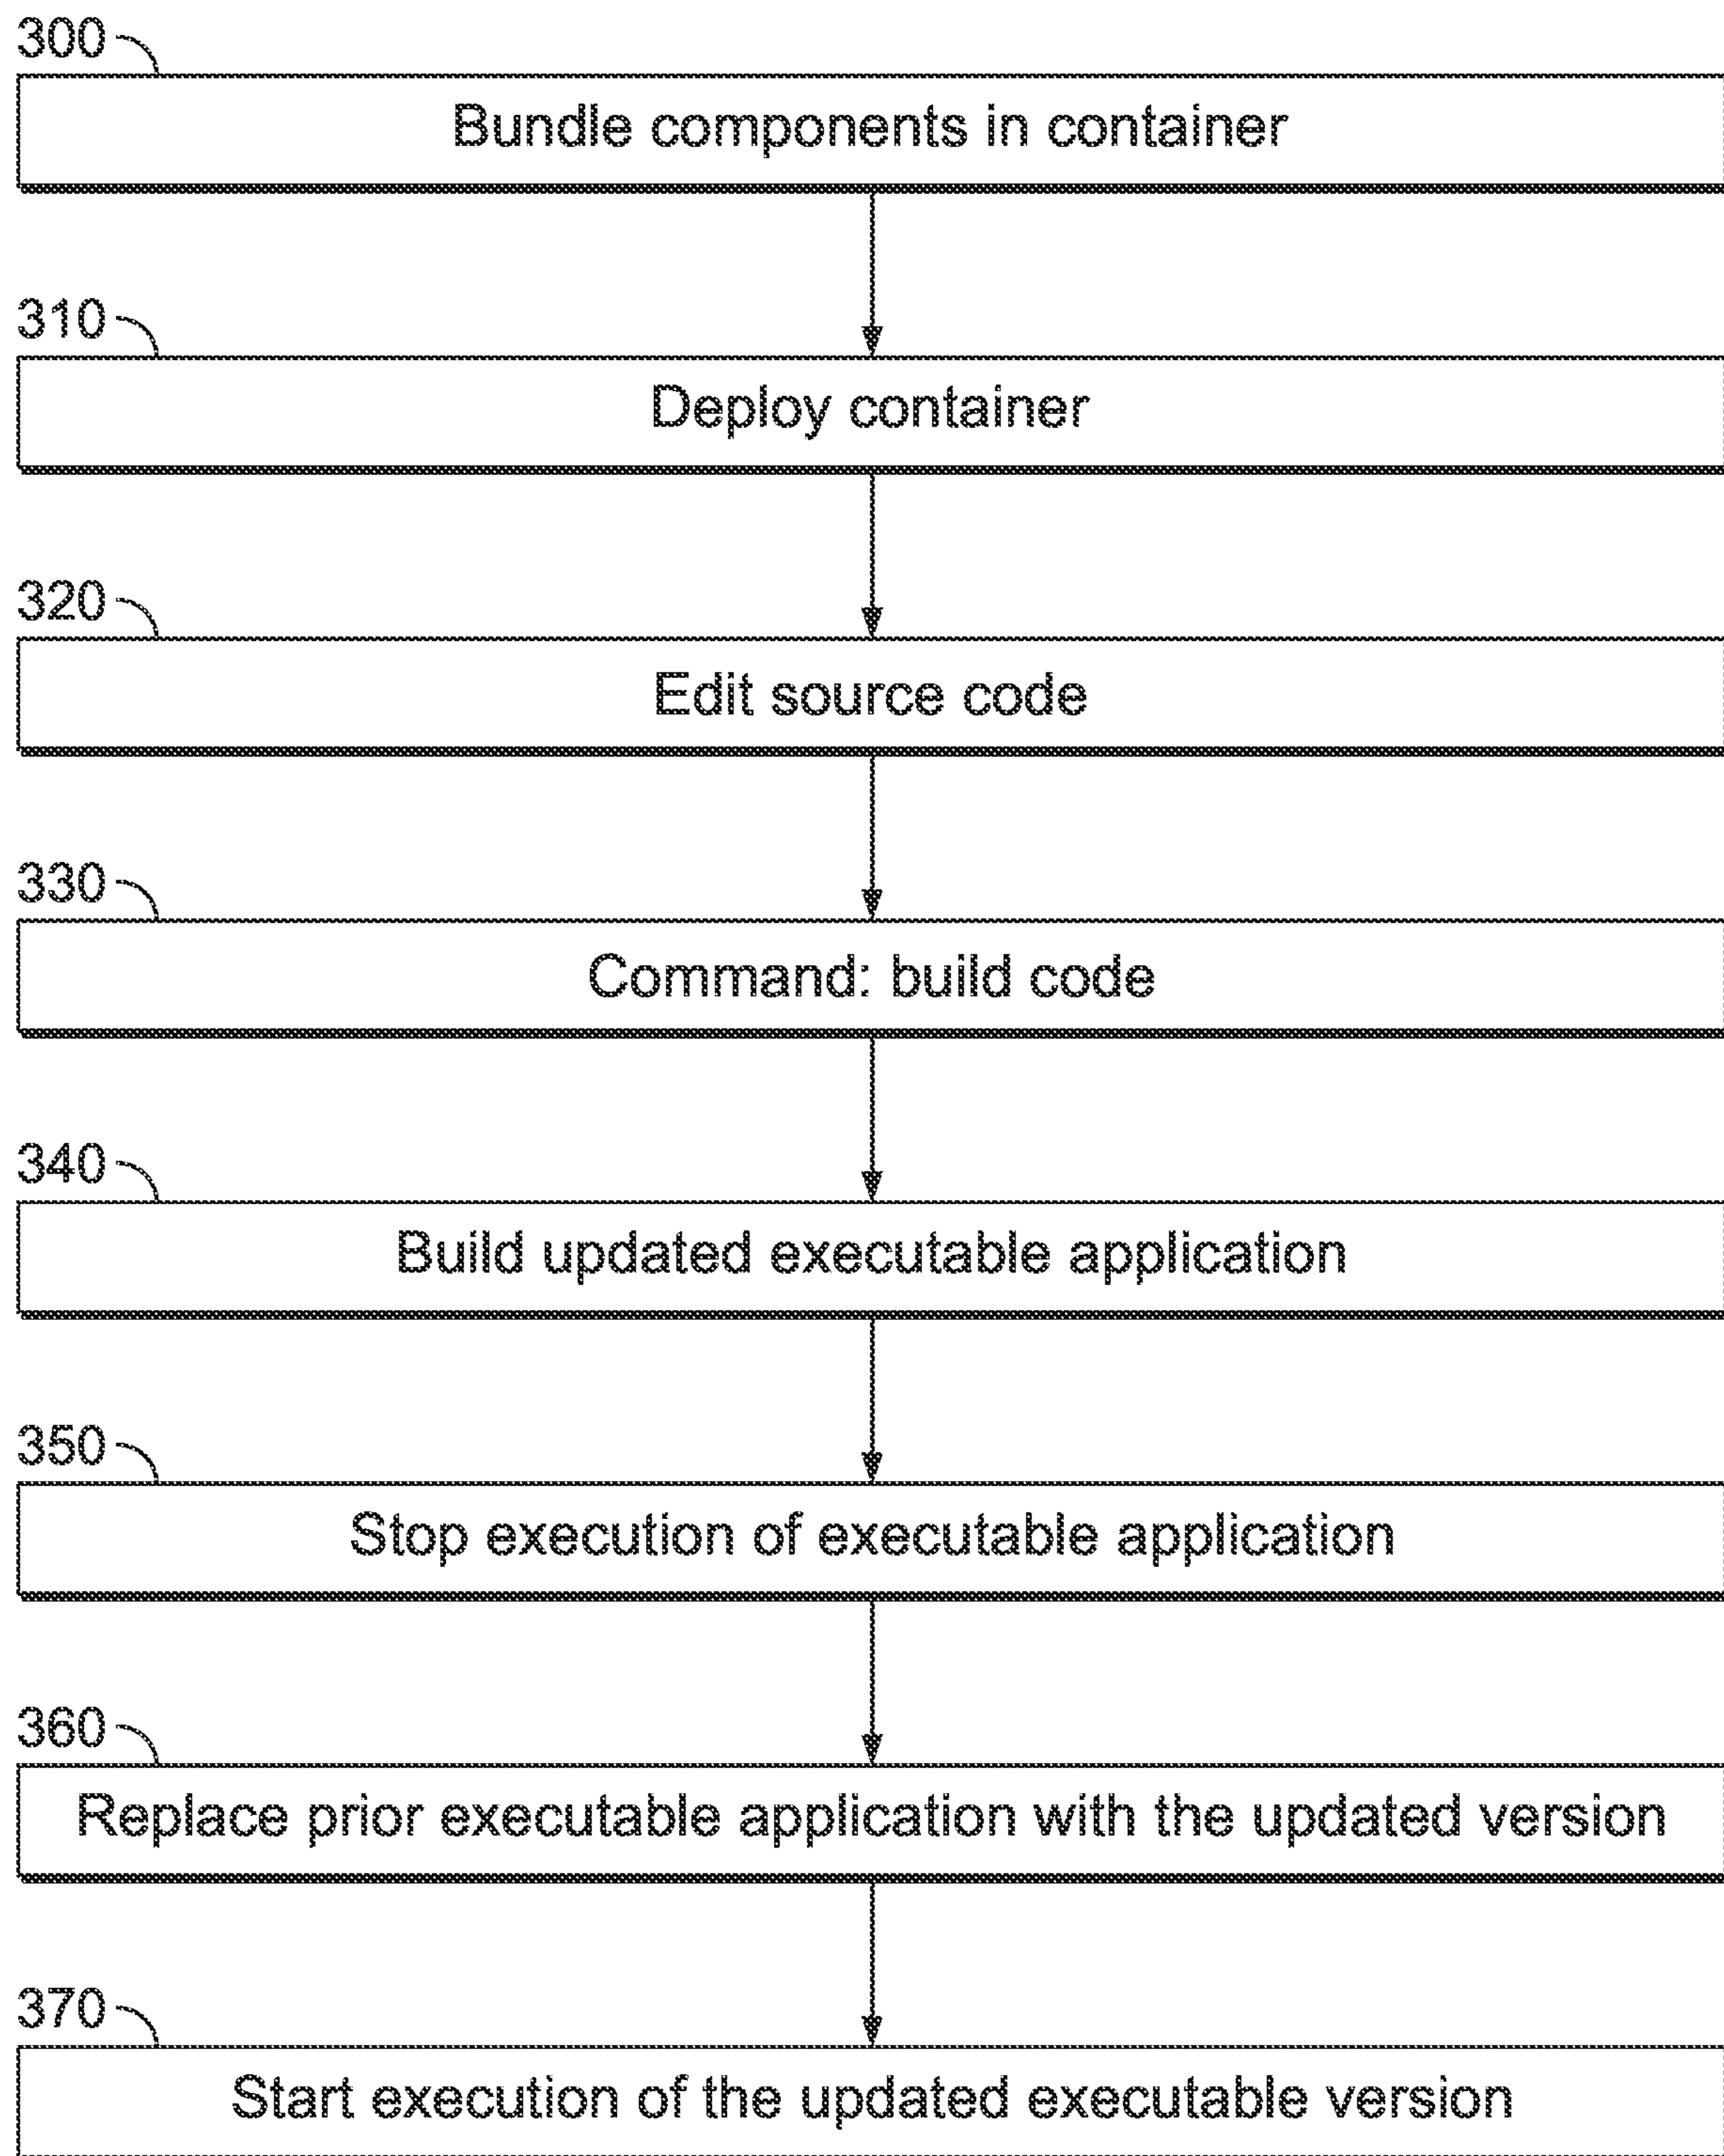 300
Bundle components in container
310
Deploy container
320
Edit source code
330
Command: build code
340
Build updated executable application
350
Stop execution of executable application
360
Replace prior executable application with the updated version
370
Start execution of the updated executable version